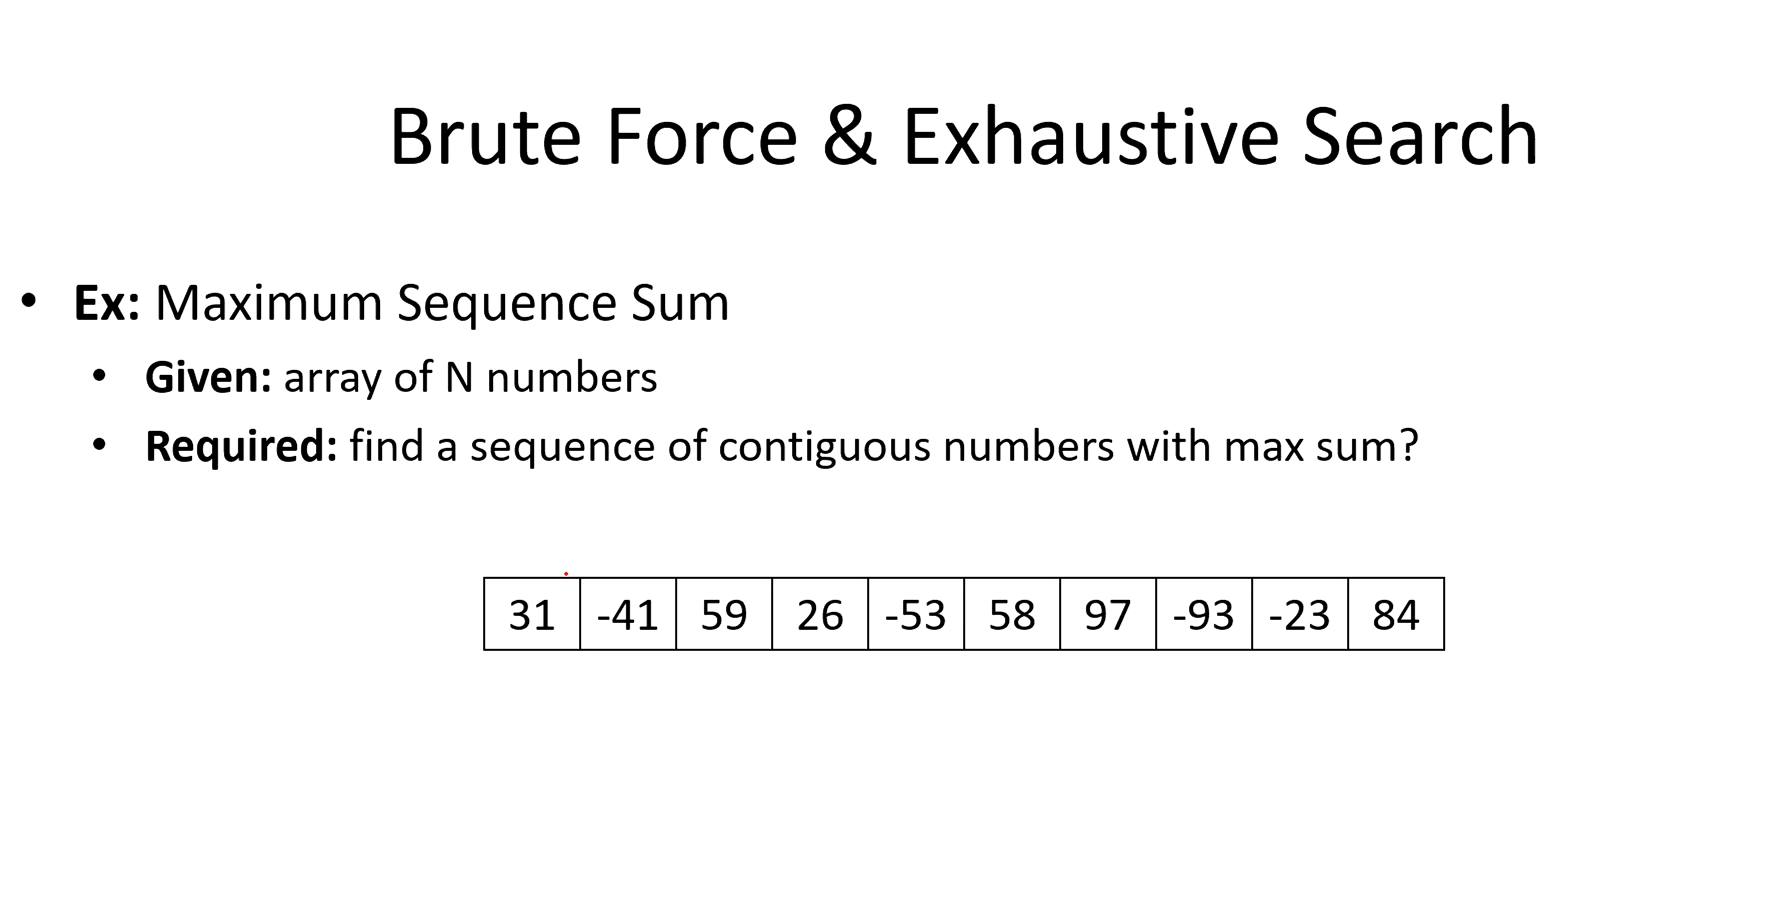 Brute Force & Exhaustive Search
• Ex: Maximum Sequence Sum
• Given: array of N numbers
• Required: find a sequence of contiguous numbers with max sum?
31 -41 59 26 -53 58 97 -93 -23 84